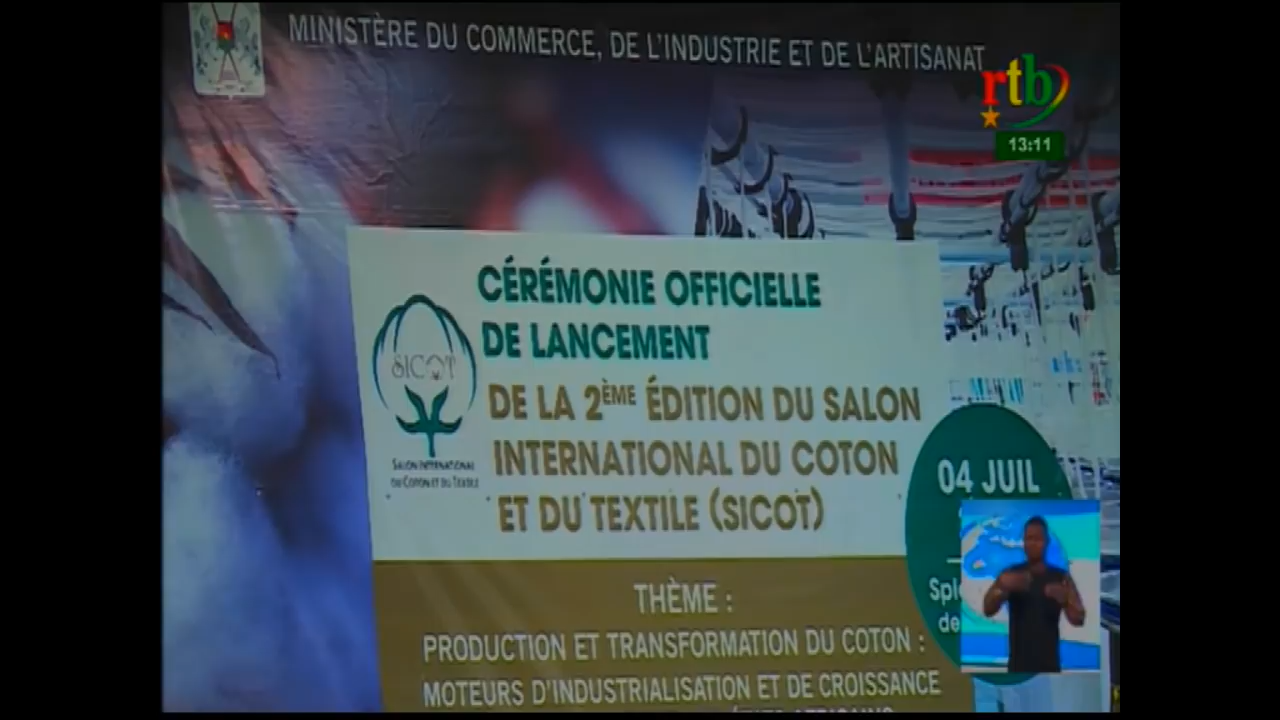 MINISTÈRE DU COMMERCE, DE L'INDUSTRIE ET DE L'ARTISANAT
rtb
13:11
CÉRÉMONIE OFFICIELLE
DE LANCEMENT
DE LA 2ÈME ÉDITION DU SALON
INTERNATIONAL DU COTON
ET DU TEXTILE (SICOT)
SICOT
SALON INTERNATIONAL
DU COTON ET DU TEXTILE
04 JUIL
THÈME :
PRODUCTION ET TRANSFORMATION DU COTON :
MOTEURS D'INDUSTRIALISATION ET DE CROISSANCE